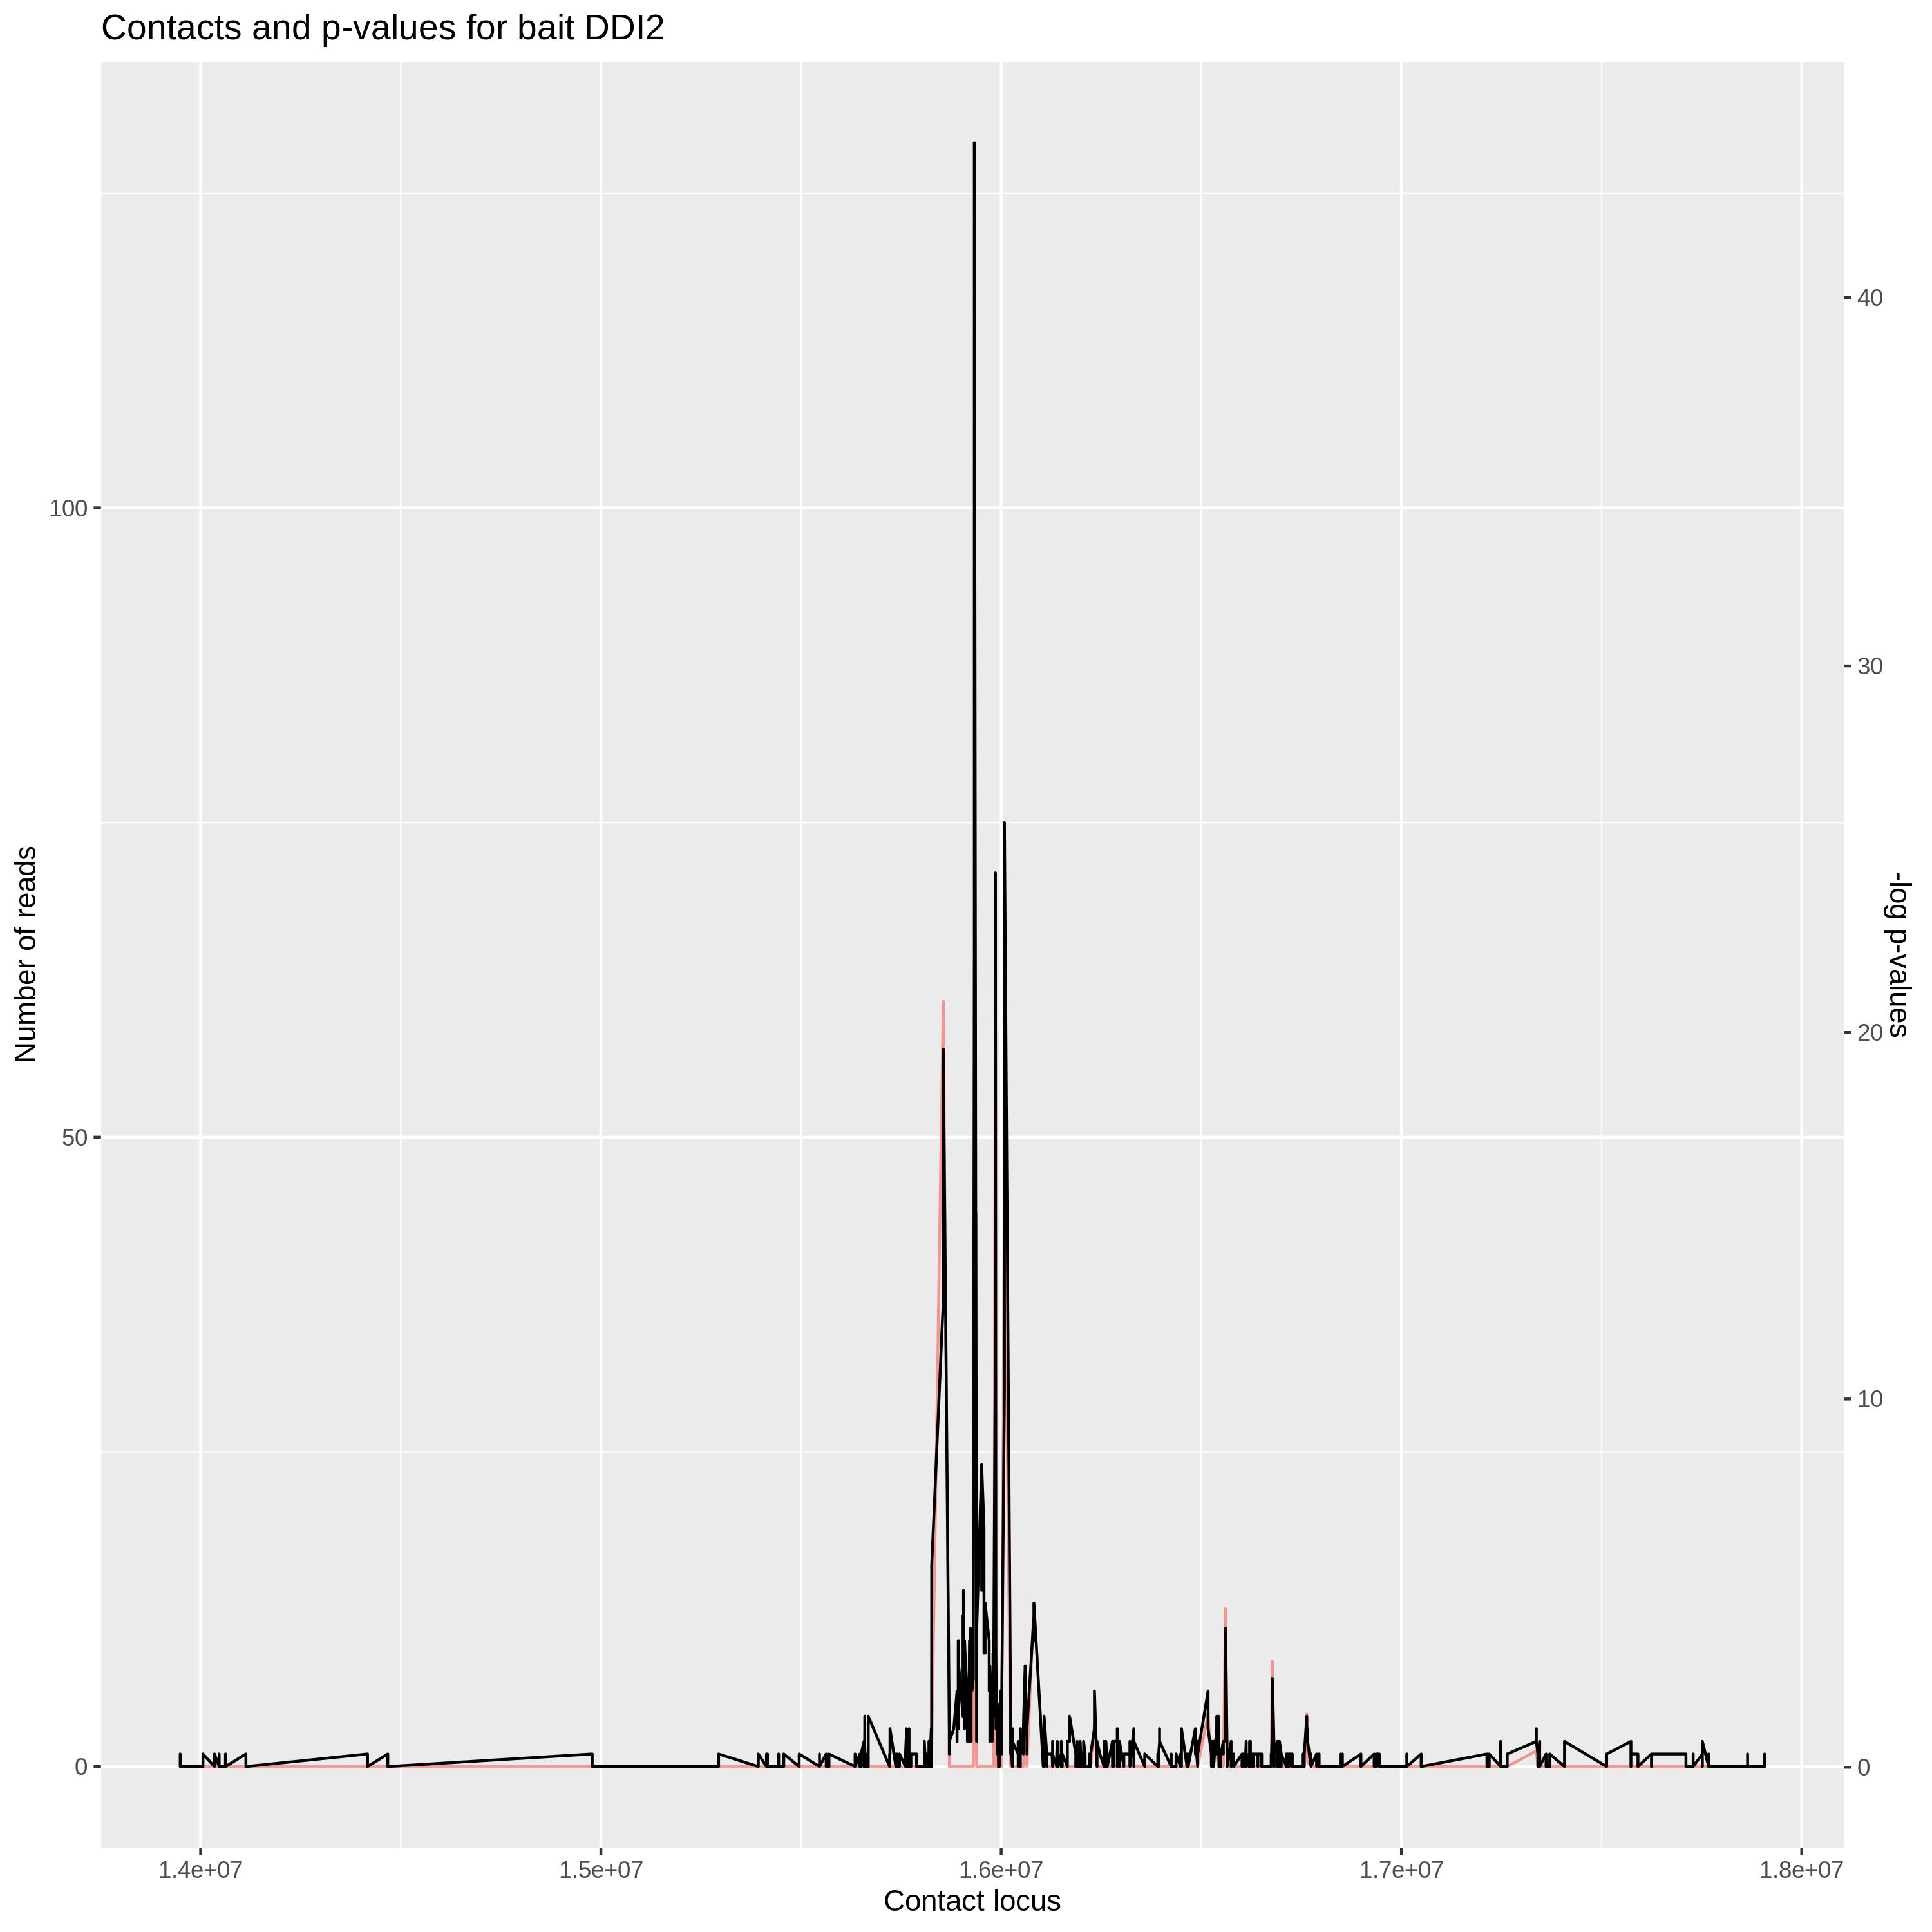 Contacts and p-values for bait DDI2
Number of reads
100
50
0
40
30
20
10
0
-log p-values
1.4e+07
1.5e+07
1.6e+07
1.7e+07
1.8e+07
Contact locus